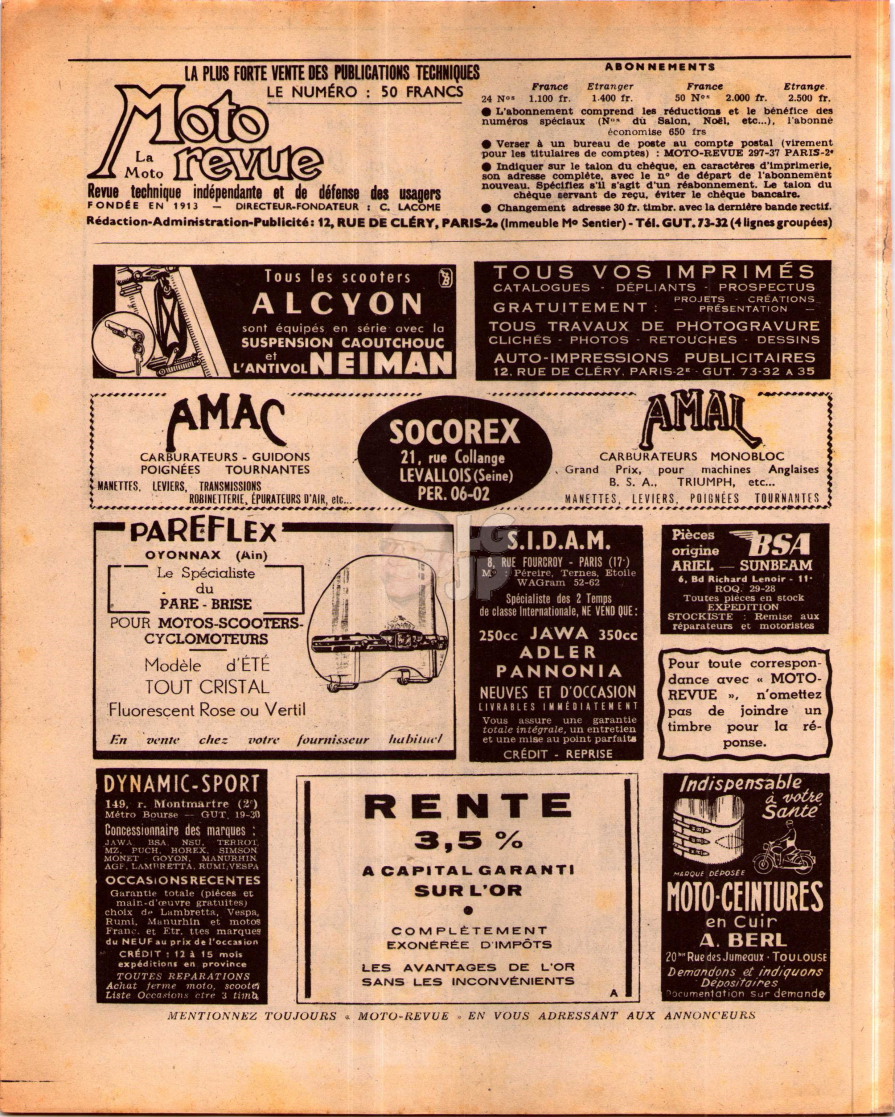 LA PLUS FORTE VENTE DES PUBLICATIONS TECHNIQUES
LE NUMÉRO : 50 FRANCS
La Moto
Moto revue
Revue technique indépendante et de défense des usagers
FONDÉE EN 1913 — DIRECTEUR-FONDATEUR : C. LACOME
ABONNEMENTS
France Etranger France Etrange.
24 Nos 1.100 fr. 1.400 fr. 50 Nos 2.000 fr. 2.500 fr.
● L'abonnement comprend les réductions et le bénéfice des
numéros spéciaux (Nos du Salon, Noël, etc...), l'abonné
économise 650 frs
● Verser à un bureau de poste au compte postal (virement
pour les titulaires de comptes) : MOTO-REVUE 297-37 PARIS-2e
● Indiquer sur le talon du chèque, en caractères d'imprimerie,
son adresse complète, avec le n° de départ de l'abonnement
nouveau. Spécifiez s'il s'agit d'un réabonnement. Le talon du
chèque servant de reçu, éviter le chèque bancaire.
● Changement adresse 30 fr. timbr. avec la dernière bande rectif.
Rédaction-Administration-Publicité : 12, RUE DE CLÉRY, PARIS-2e (Immeuble Mo Sentier) - Tél. GUT. 73-32 (4 lignes groupées)
Tous les scooters
ALCYON
sont équipés en série avec la
SUSPENSION CAOUTCHOUC
et
L'ANTIVOL NEIMAN
TOUS VOS IMPRIMÉS
CATALOGUES - DÉPLIANTS - PROSPECTUS
GRATUITEMENT : PROJETS - CRÉATIONS
— PRÉSENTATION —
TOUS TRAVAUX DE PHOTOGRAVURE
CLICHÉS - PHOTOS - RETOUCHES - DESSINS
AUTO-IMPRESSIONS PUBLICITAIRES
12, RUE DE CLÉRY, PARIS-2e - GUT. 73-32 A 35
AMAC
CARBURATEURS - GUIDONS
POIGNÉES TOURNANTES
MANETTES, LEVIERS, TRANSMISSIONS
ROBINETTERIE, ÉPURATEURS D'AIR, etc...
SOCOREX
21, rue Collange
LEVALLOIS (Seine)
PER. 06-02
AMAL
CARBURATEURS MONOBLOC
Grand Prix, pour machines Anglaises
B. S. A., TRIUMPH, etc...
MANETTES, LEVIERS, POIGNÉES TOURNANTES
PAREFLEX
OYONNAX (Ain)
Le Spécialiste
du
PARE - BRISE
POUR MOTOS-SCOOTERS-
CYCLOMOTEURS
Modèle d'ÉTÉ
TOUT CRISTAL
Fluorescent Rose ou Vertil
En vente chez votre fournisseur habituel
S.I.D.A.M.
8, RUE FOURCROY - PARIS (17e)
Mo : Péreire, Ternes, Etoile
WAGram 52-62
Spécialiste des 2 Temps
de classe Internationale, NE VEND QUE :
250cc JAWA 350cc
ADLER
PANNONIA
NEUVES ET D'OCCASION
LIVRABLES IMMÉDIATEMENT
Vous assure une garantie
totale intégrale, un entretien
et une mise au point parfaits
CRÉDIT - REPRISE
Pièces
origine BSA
ARIEL — SUNBEAM
6, Bd Richard Lenoir - 11e
ROQ. 29-28
Toutes pièces en stock
EXPEDITION
STOCKISTE : Remise aux
réparateurs et motoristes
Pour toute correspon-
dance avec « MOTO-
REVUE », n'omettez
pas de joindre un
timbre pour la ré-
ponse.
DYNAMIC-SPORT
149, r. Montmartre (2e)
Métro Bourse — GUT. 19-30
Concessionnaire des marques :
JAWA BSA, NSU, TERROT,
MZ, PUCH, HOREX, SIMSON
MONET - GOYON, MANURHIN,
AGF, LAMBRETTA, RUMI, VESPA
OCCASIONS RECENTES
Garantie totale (pièces et
main-d'œuvre gratuites)
choix de Lambretta, Vespa,
Rumi, Manurhin et motos
Franc. et Etr. ttes marques
du NEUF au prix de l'occasion
CRÉDIT : 12 à 15 mois
expéditions en province
TOUTES REPARATIONS
Achat ferme moto, scooter
Liste Occasions ctre 3 timb.
RENTE
3,5 %
A CAPITAL GARANTI
SUR L'OR
●
COMPLÈTEMENT
EXONÉRÉE D'IMPÔTS
LES AVANTAGES DE L'OR
SANS LES INCONVÉNIENTS
A
Indispensable
à votre
Santé
MARQUE DÉPOSÉE
MOTO-CEINTURES
en Cuir
A. BERL
20bis Rue des Jumeaux - TOULOUSE
Demandons et indiquons
Dépositaires
Documentation sur demande
MENTIONNEZ TOUJOURS « MOTO-REVUE » EN VOUS ADRESSANT AUX ANNONCEURS